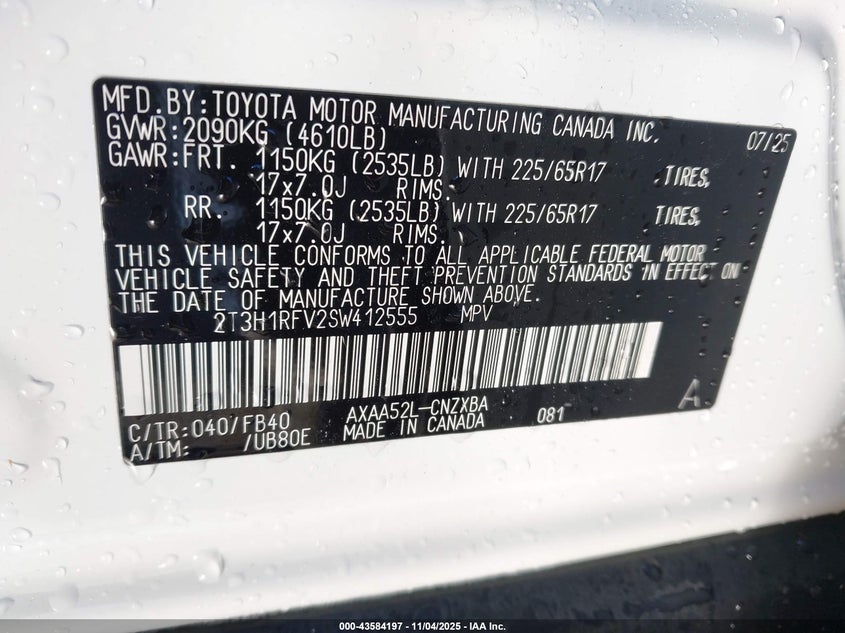 MFD.BY:TOYOTA MOTOR MANUFACTURING CANADA INC. 07/25
GVWR:2090KG (4610LB)
GAWR:FRT. 1150KG (2535LB) WITH 225/65R17 TIRES,
17x7.0J RIMS.
RR. 1150KG (2535LB) WITH 225/65R17 TIRES,
17x7.0J RIMS.
THIS VEHICLE CONFORMS TO ALL APPLICABLE FEDERAL MOTOR
VEHICLE SAFETY AND THEFT PREVENTION STANDARDS IN EFFECT ON
THE DATE OF MANUFACTURE SHOWN ABOVE.
2T3H1RFV2SW412555 MPV
C/TR:040/FB40 AXAA52L-CNZXBA 081 A
A/TM: /UB80E MADE IN CANADA
000-43584197 - 11/04/2025 - IAA Inc.